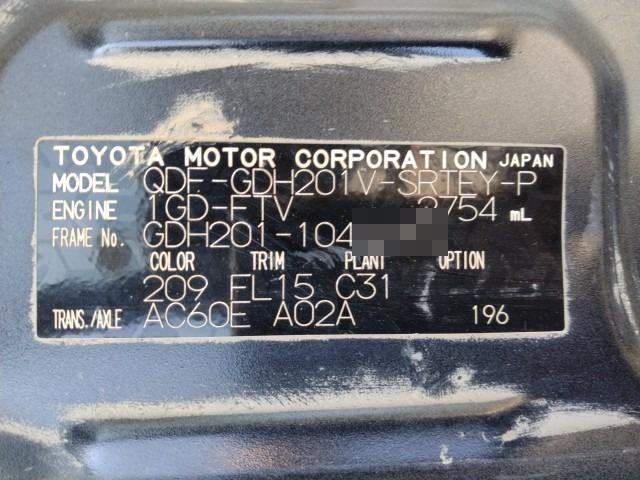 TOYOTA MOTOR CORPORATION JAPAN
MODEL QDF-GDH201V-SRTEY-P
ENGINE 1GD-FTV 2754 mL
FRAME No. GDH201-104
COLOR TRIM PLANT OPTION
209 FL15 C31
TRANS./AXLE AC60E A02A 196